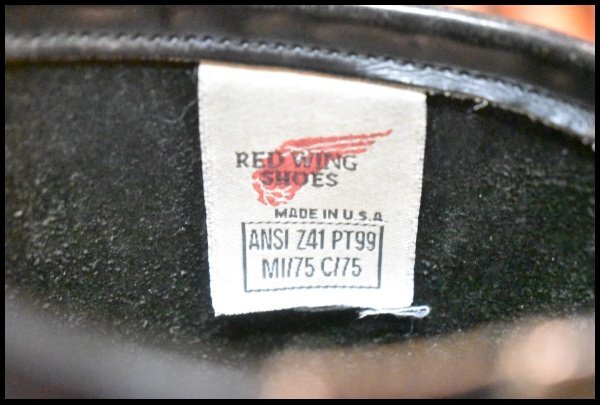 RED WING
SHOES
MADE IN U.S.A
ANSI Z41 PT99
MI/75 C/75